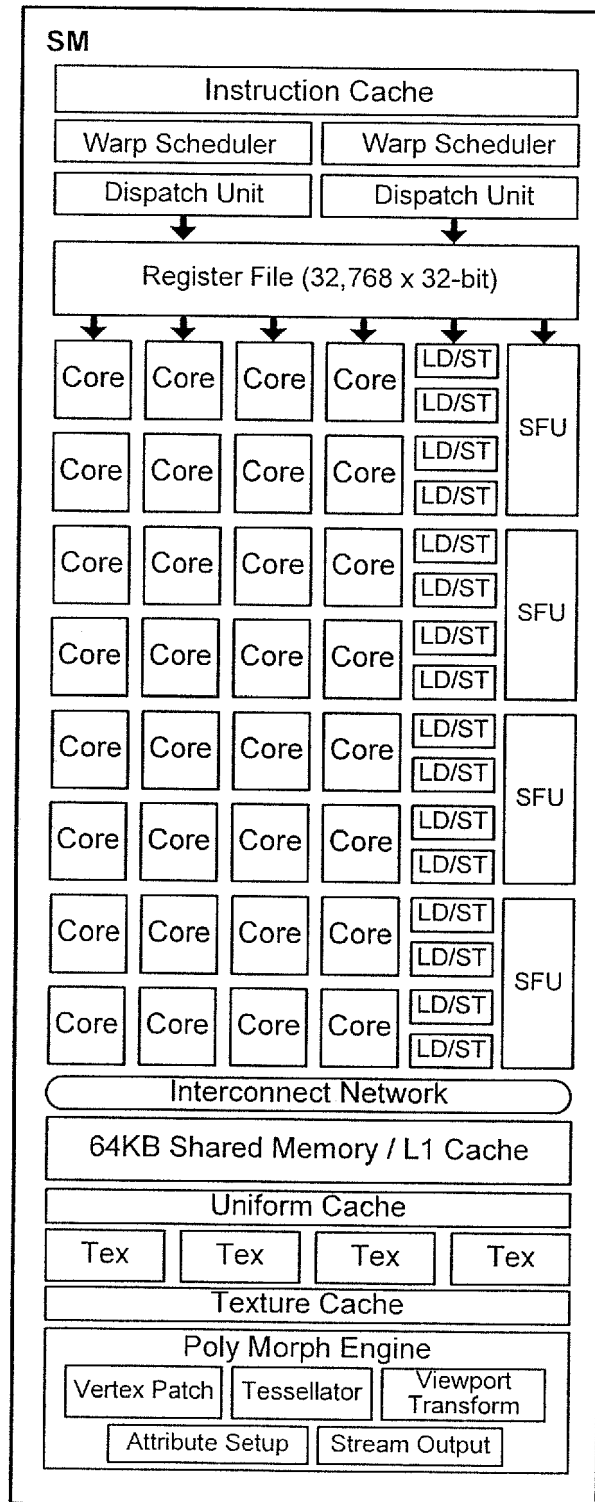 SM
Instruction Cache
Warp Scheduler Warp Scheduler
Dispatch Unit Dispatch Unit
Register File (32,768 x 32-bit)
Core Core Core Core LD/ST SFU
LD/ST
Core Core Core Core LD/ST
LD/ST
Core Core Core Core LD/ST SFU
LD/ST
Core Core Core Core LD/ST
LD/ST
Core Core Core Core LD/ST SFU
LD/ST
Core Core Core Core LD/ST
LD/ST
Core Core Core Core LD/ST SFU
LD/ST
Core Core Core Core LD/ST
LD/ST
Interconnect Network
64KB Shared Memory / L1 Cache
Uniform Cache
Tex Tex Tex Tex
Texture Cache
Poly Morph Engine
Vertex Patch Tessellator Viewport
Transform
Attribute Setup Stream Output